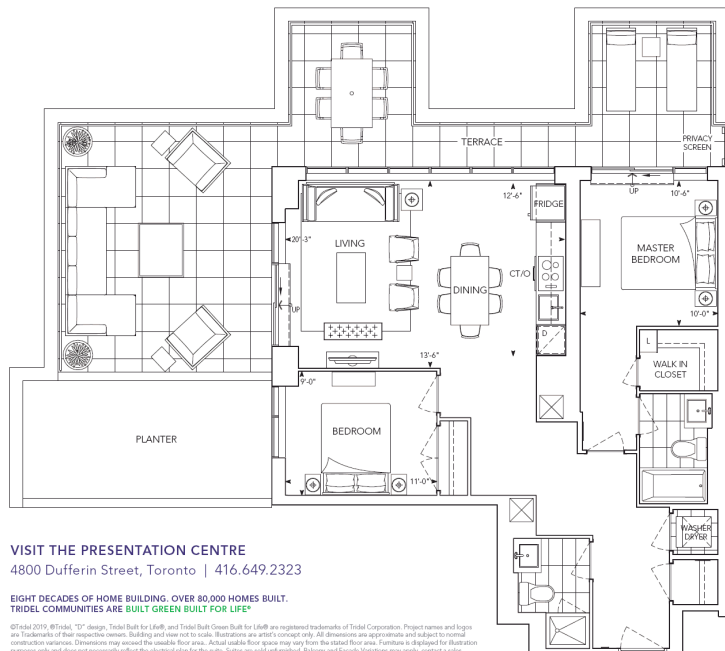 TERRACE
PRIVACY
SCREEN
UP
10'-6"
12'-6"
FRIDGE
20'-3"
LIVING
MASTER
BEDROOM
CT/O
DINING
UP
10'-0"
D
L
13'-6"
WALK IN
CLOSET
9'-0"
PLANTER
BEDROOM
11'-0"
WASHER
DRYER
VISIT THE PRESENTATION CENTRE
4800 Dufferin Street, Toronto | 416.649.2323
EIGHT DECADES OF HOME BUILDING. OVER 80,000 HOMES BUILT.
TRIDEL COMMUNITIES ARE BUILT GREEN BUILT FOR LIFE®
©Tridel 2019, ®Tridel, "D" design, Tridel Built for Life®, and Tridel Built Green Built for Life® are registered trademarks of Tridel Corporation. Project names and logos
are Trademarks of their respective owners. Building and view not to scale. Illustrations are artist's concept only. All dimensions are approximate and subject to normal
construction variances. Dimensions may exceed the useable floor area. Actual usable floor space may vary from the stated floor area. Furniture is displayed for illustration